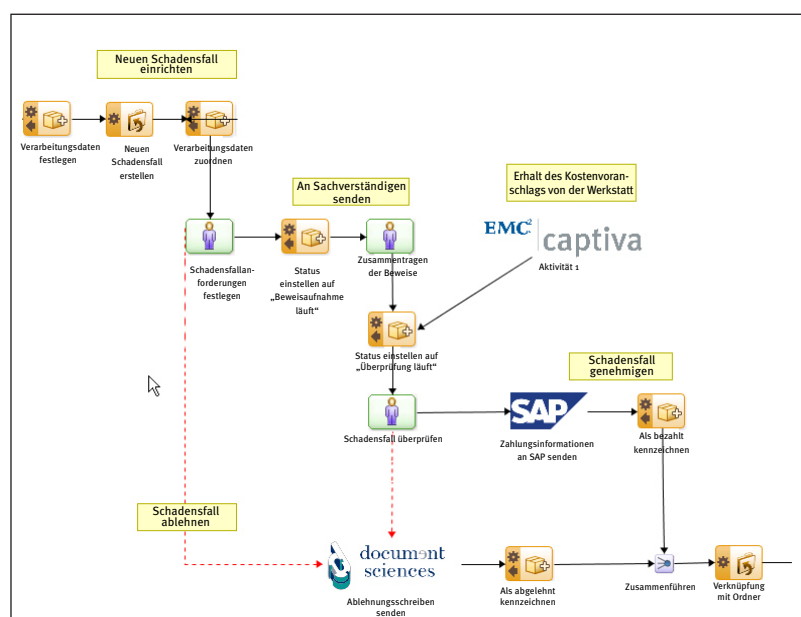 Neuen Schadensfall
einrichten
Verarbeitungsdaten
festlegen
Neuen
Schadensfall
erstellen
Verarbeitungsdaten
zuordnen
An Sachverständigen
senden
Erhalt des Kostenvoran-
schlags von der Werkstatt
EMC²
captiva
Aktivität 1
Schadensfallan-
forderungen
festlegen
Status
einstellen auf
„Beweisaufnahme
läuft“
Zusammentragen
der Beweise
Status einstellen auf
„Überprüfung läuft“
Schadensfall
genehmigen
Schadensfall überprüfen
SAP
Zahlungsinformationen
an SAP senden
Als bezahlt
kennzeichnen
Schadensfall
ablehnen
document
sciences
Ablehnungsschreiben
senden
Als abgelehnt
kennzeichnen
Zusammenführen
Verknüpfung
mit Ordner